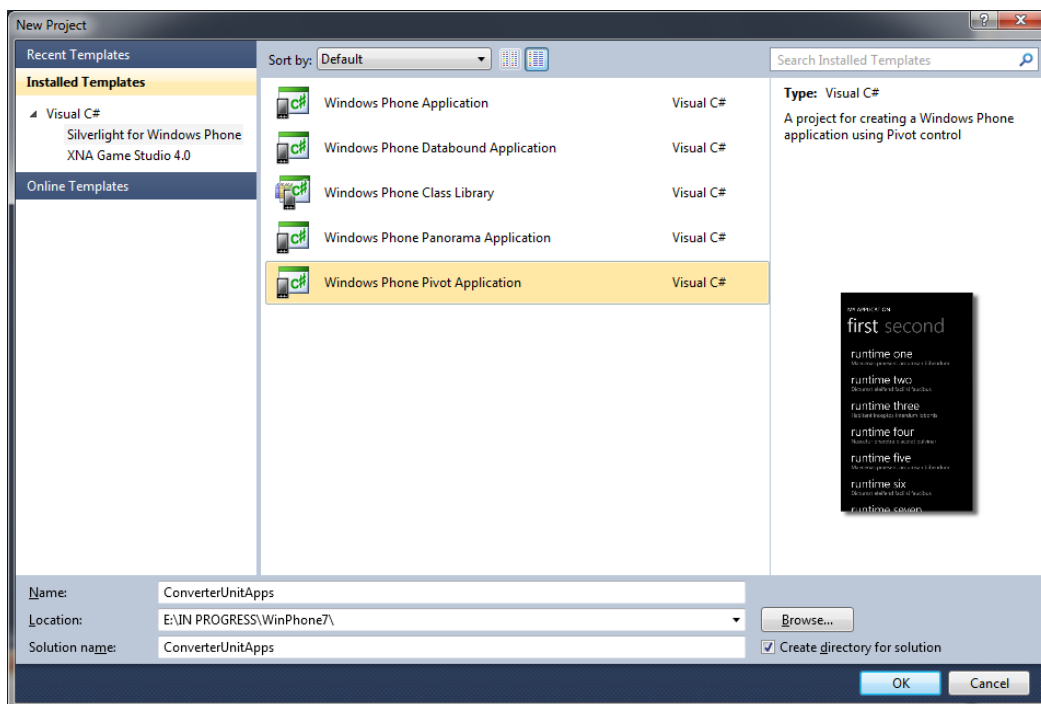 New Project
Recent Templates
Installed Templates
Visual C#
Silverlight for Windows Phone
XNA Game Studio 4.0
Online Templates
Sort by: Default
Windows Phone Application Visual C#
Windows Phone Databound Application Visual C#
Windows Phone Class Library Visual C#
Windows Phone Panorama Application Visual C#
Windows Phone Pivot Application Visual C#
Search Installed Templates
Type: Visual C#
A project for creating a Windows Phone
application using Pivot control
MY APPLICATION
first second
runtime one
runtime two
runtime three
runtime four
runtime five
runtime six
runtime seven
Name: ConverterUnitApps
Location: E:\IN PROGRESS\WinPhone7\
Browse...
Solution name: ConverterUnitApps
Create directory for solution
OK Cancel